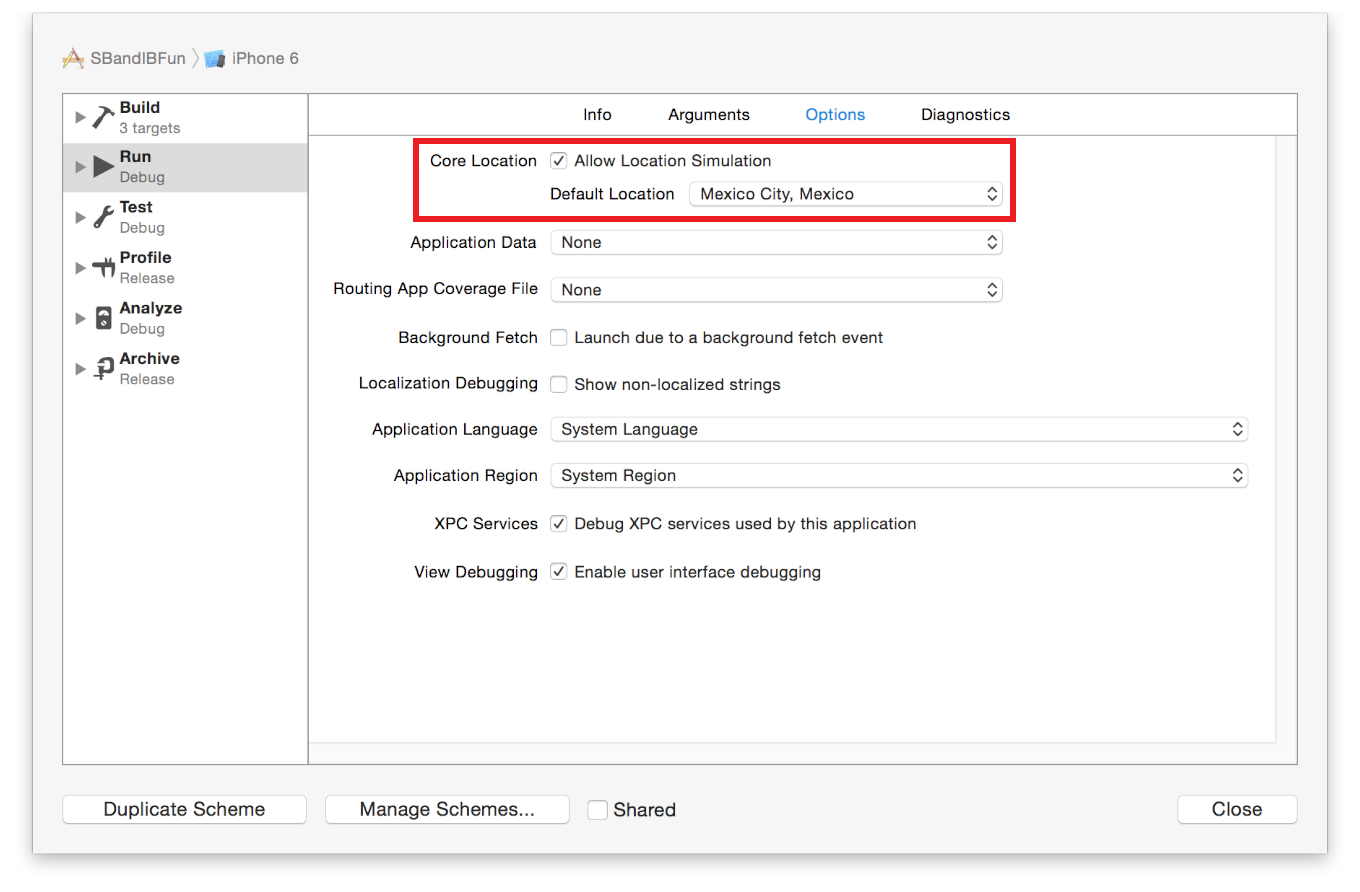 SBandIBFun iPhone 6
Build
3 targets
Run
Debug
Test
Debug
Profile
Release
Analyze
Debug
Archive
Release
Info Arguments Options Diagnostics
Core Location Allow Location Simulation
Default Location Mexico City, Mexico
Application Data None
Routing App Coverage File None
Background Fetch Launch due to a background fetch event
Localization Debugging Show non-localized strings
Application Language System Language
Application Region System Region
XPC Services Debug XPC services used by this application
View Debugging Enable user interface debugging
Duplicate Scheme Manage Schemes... Shared Close